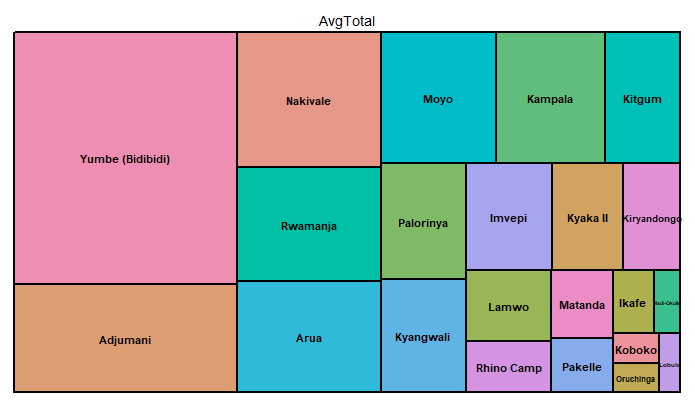 AvgTotal
Yumbe (Bidibidi)
Nakivale
Moyo
Kampala
Kitgum
Rwamanja
Palorinya
Imvepi
Kyaka II
Kiryandongo
Adjumani
Arua
Kyangwali
Lamwo
Matanda
Ikafe
Rhino Camp
Pakelle
Koboko
Oruchinga
Lobule